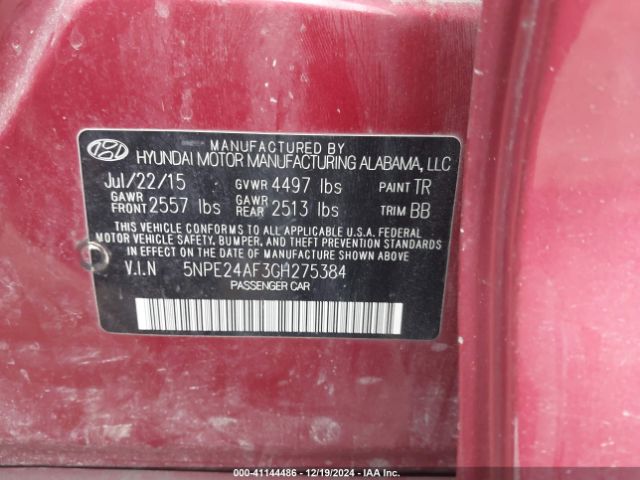 MANUFACTURED BY
HYUNDAI MOTOR MANUFACTURING ALABAMA, LLC
Jul/22/15 GVWR 4497 lbs PAINT TR
GAWR FRONT 2557 lbs GAWR REAR 2513 lbs TRIM BB
THIS VEHICLE CONFORMS TO ALL APPLICABLE U.S.A. FEDERAL
MOTOR VEHICLE SAFETY, BUMPER, AND THEFT PREVENTION STANDARDS
IN EFFECT ON THE DATE OF MANUFACTURE SHOWN ABOVE.
V.I.N 5NPE24AF3GH275384
PASSENGER CAR
000-41144486 - 12/19/2024 - IAA Inc.